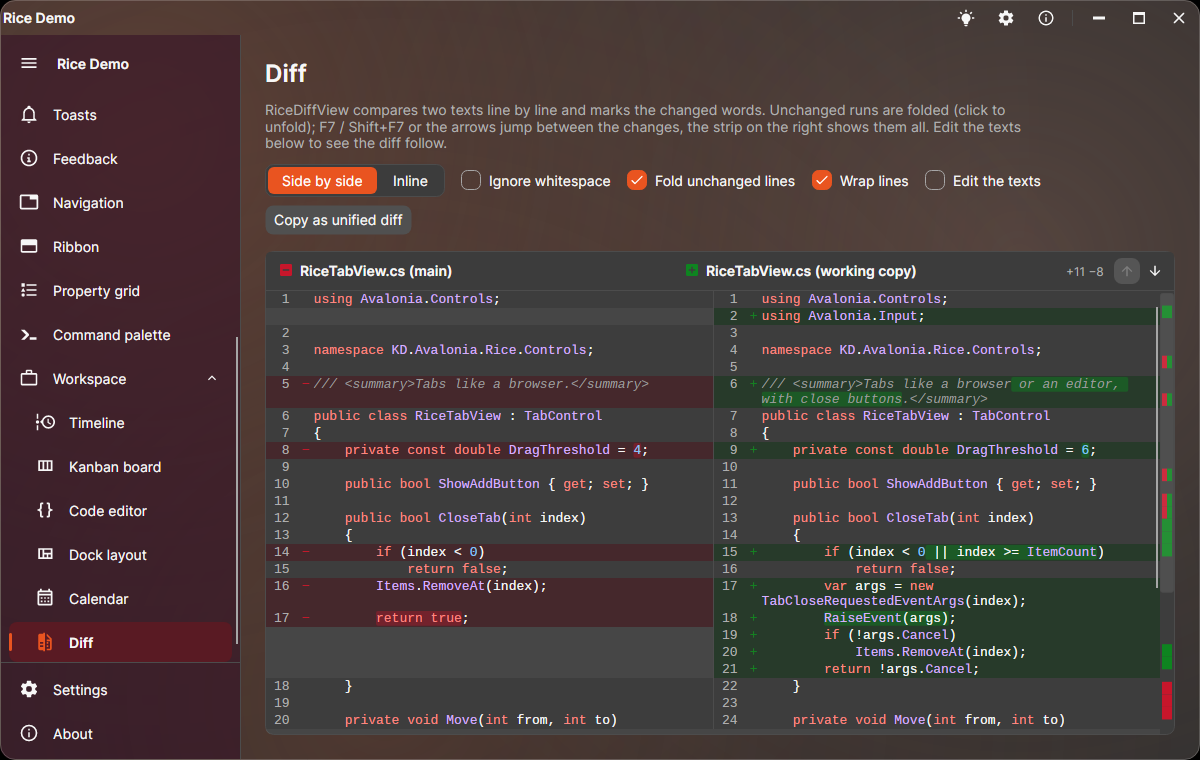 Rice Demo
Rice Demo
Toasts
Feedback
Navigation
Ribbon
Property grid
Command palette
Workspace
Timeline
Kanban board
Code editor
Dock layout
Calendar
Diff
Settings
About
Diff
RiceDiffView compares two texts line by line and marks the changed words. Unchanged runs are folded (click to
unfold); F7 / Shift+F7 or the arrows jump between the changes, the strip on the right shows them all. Edit the texts
below to see the diff follow.
Side by side Inline Ignore whitespace Fold unchanged lines Wrap lines Edit the texts
Copy as unified diff
RiceTabView.cs (main)
1 using Avalonia.Controls;
2
3 namespace KD.Avalonia.Rice.Controls;
4
5 − /// <summary>Tabs like a browser.</summary>
6 public class RiceTabView : TabControl
7 {
8 − private const double DragThreshold = 4;
9
10 public bool ShowAddButton { get; set; }
11
12 public bool CloseTab(int index)
13 {
14 − if (index < 0)
15 return false;
16 − Items.RemoveAt(index);
17 − return true;
18 }
19
20 private void Move(int from, int to)
RiceTabView.cs (working copy) +11 −8
1 using Avalonia.Controls;
2 + using Avalonia.Input;
3
4 namespace KD.Avalonia.Rice.Controls;
5
6 + /// <summary>Tabs like a browser or an editor,
with close buttons.</summary>
7 public class RiceTabView : TabControl
8 {
9 + private const double DragThreshold = 6;
10
11 public bool ShowAddButton { get; set; }
12
13 public bool CloseTab(int index)
14 {
15 + if (index < 0 || index >= ItemCount)
16 return false;
17 + var args = new
TabCloseRequestedEventArgs(index);
18 + RaiseEvent(args);
19 + if (!args.Cancel)
20 + Items.RemoveAt(index);
21 + return !args.Cancel;
22 }
23
24 private void Move(int from, int to)